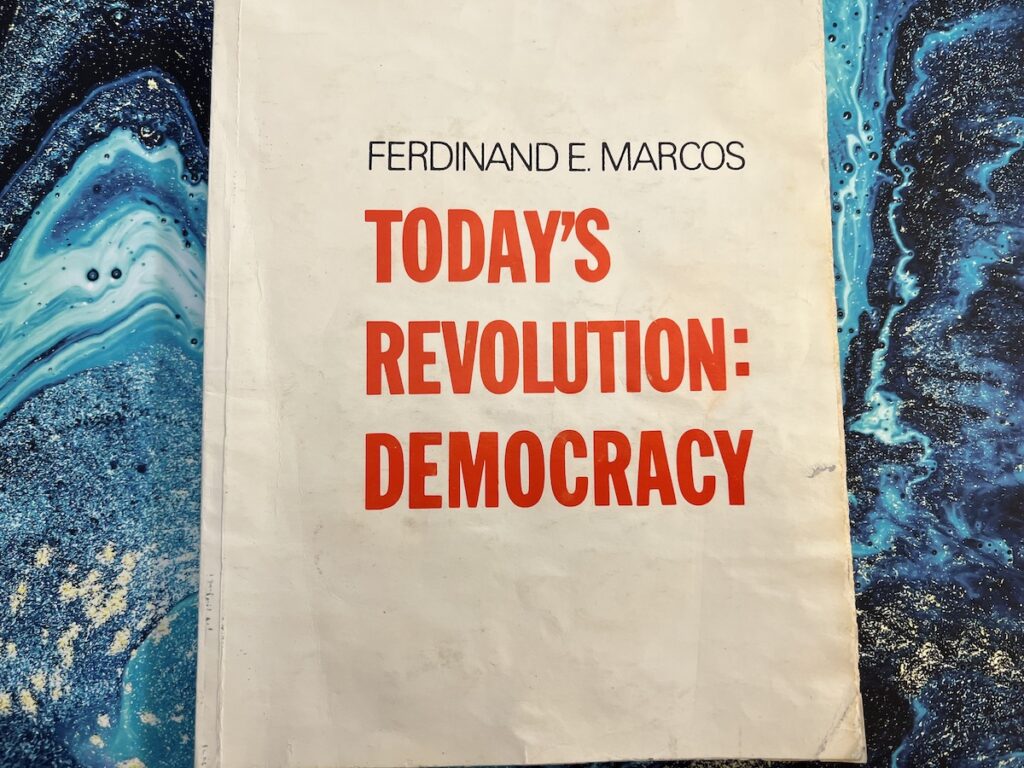 FERDINAND E. MARCOS
TODAY'S
REVOLUTION:
DEMOCRACY